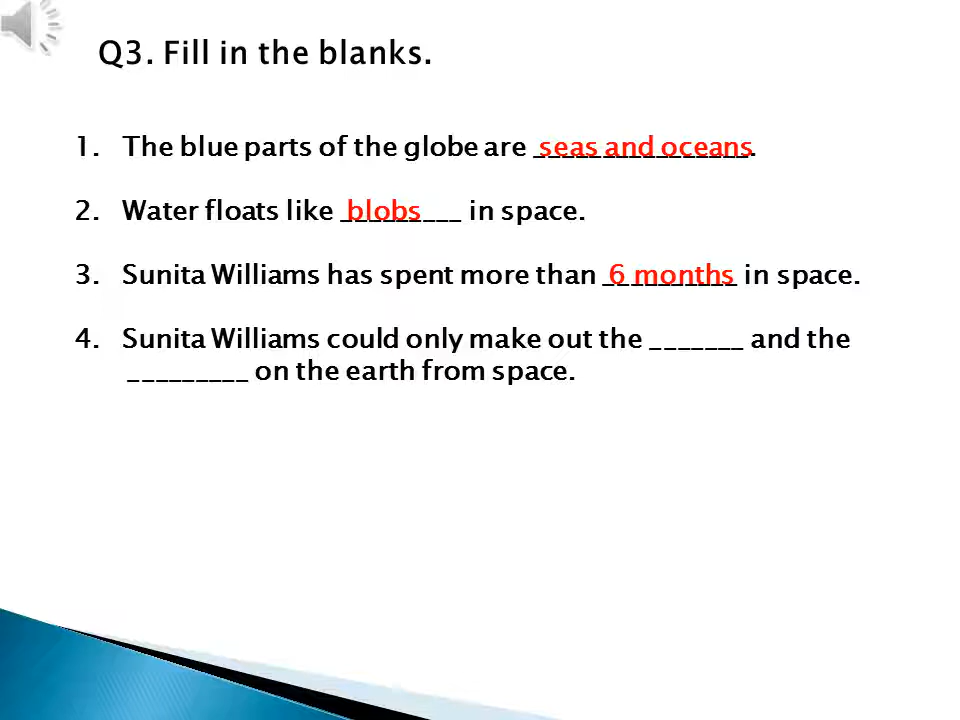 Q3. Fill in the blanks.
1. The blue parts of the globe are seas and oceans.
2. Water floats like blobs___ in space.
3. Sunita Williams has spent more than 6 months in space.
4. Sunita Williams could only make out the _______ and the
_________ on the earth from space.